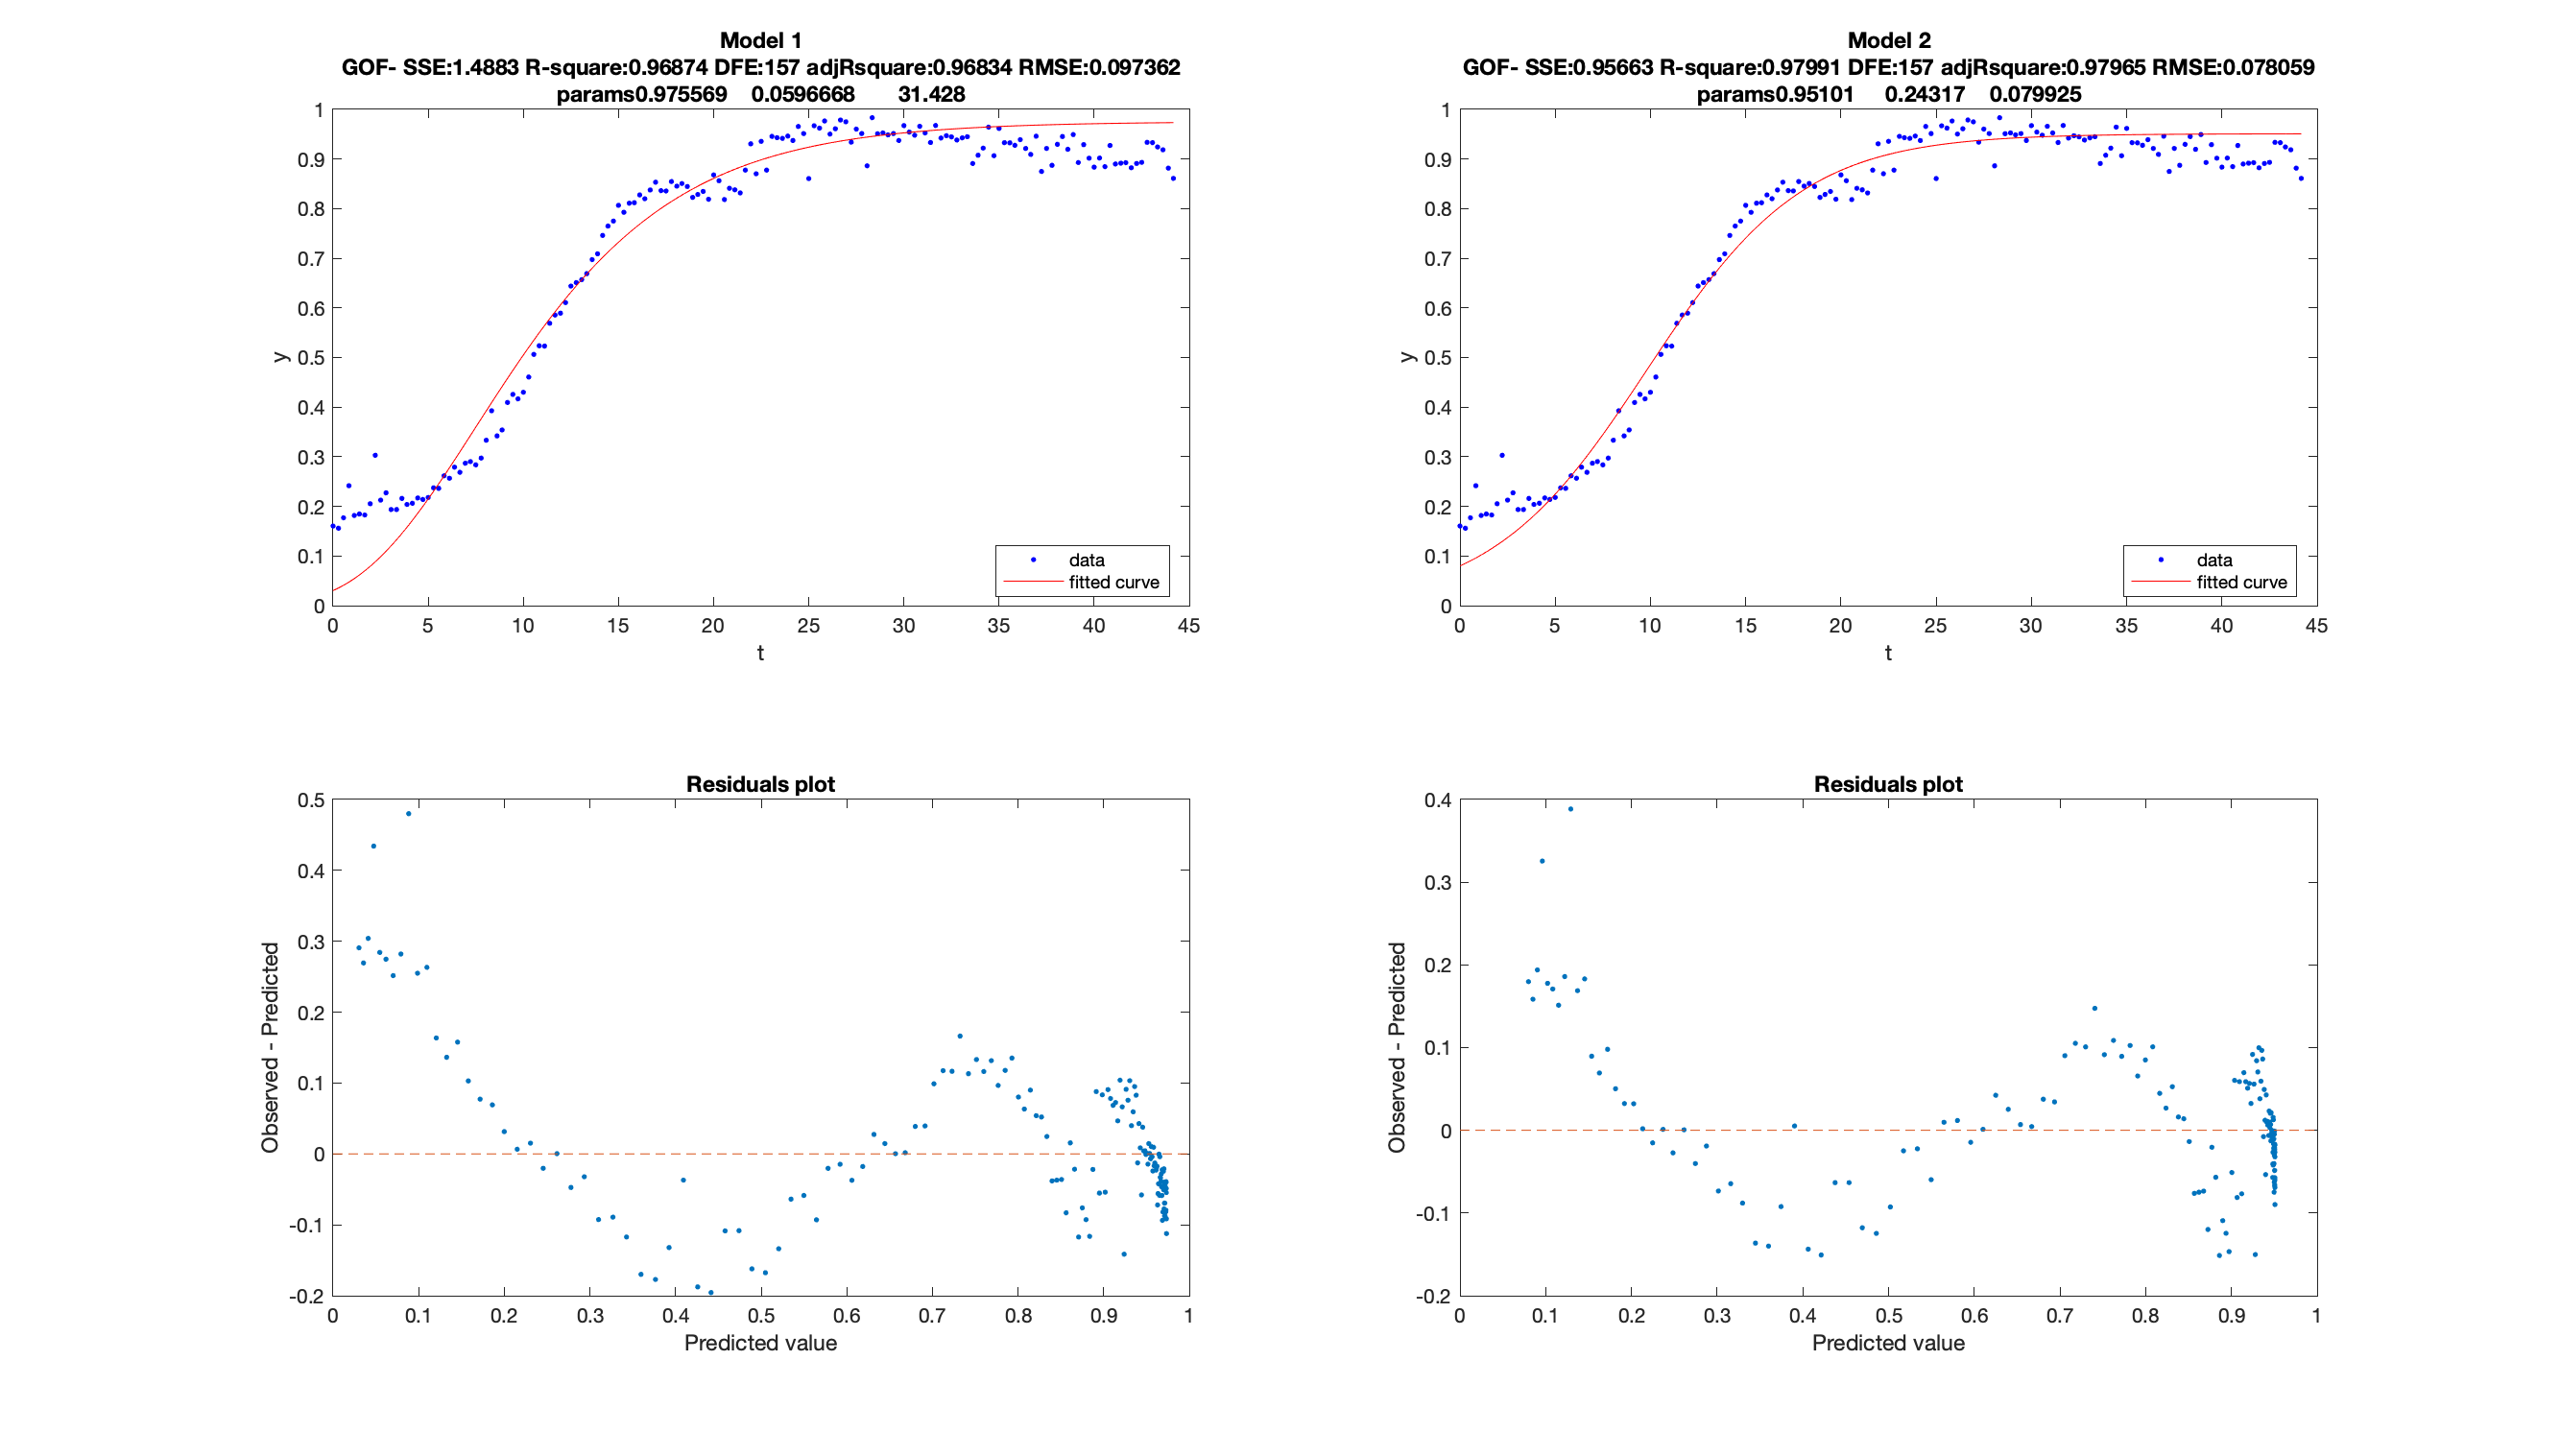 Model 1
GOF- SSE:1.4883 R-square:0.96874 DFE:157 adjRsquare:0.96834 RMSE:0.097362
params0.975569 0.0596668 31.428
1
0.9
0.8
0.7
0.6
0.5
0.4
0.3
0.2
0.1
0
y
data
fitted curve
0 5 10 15 20 25 30 35 40 45
t
Model 2
GOF- SSE:0.95663 R-square:0.97991 DFE:157 adjRsquare:0.97965 RMSE:0.078059
params0.95101 0.24317 0.079925
1
0.9
0.8
0.7
0.6
0.5
0.4
0.3
0.2
0.1
0
y
data
fitted curve
0 5 10 15 20 25 30 35 40 45
t
Residuals plot
0.5
0.4
0.3
0.2
0.1
0
-0.1
-0.2
Observed - Predicted
0 0.1 0.2 0.3 0.4 0.5 0.6 0.7 0.8 0.9 1
Predicted value
Residuals plot
0.4
0.3
0.2
0.1
0
-0.1
-0.2
Observed - Predicted
0 0.1 0.2 0.3 0.4 0.5 0.6 0.7 0.8 0.9 1
Predicted value